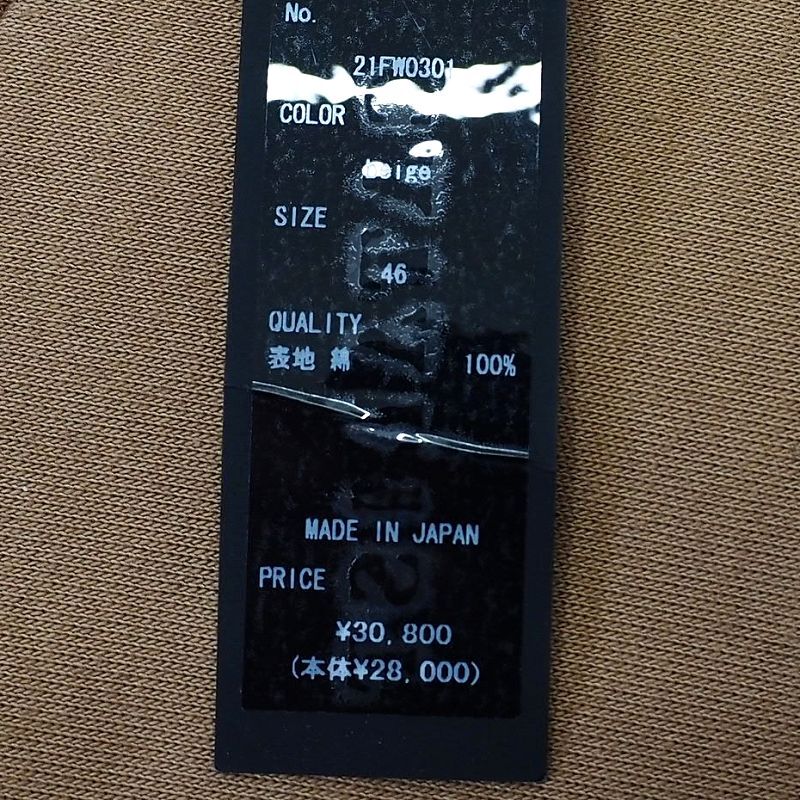 No.
21FW0301
COLOR
beige
SIZE
46
QUALITY
表地 綿 100%
MADE IN JAPAN
PRICE
¥30,800
(本体¥28,000)